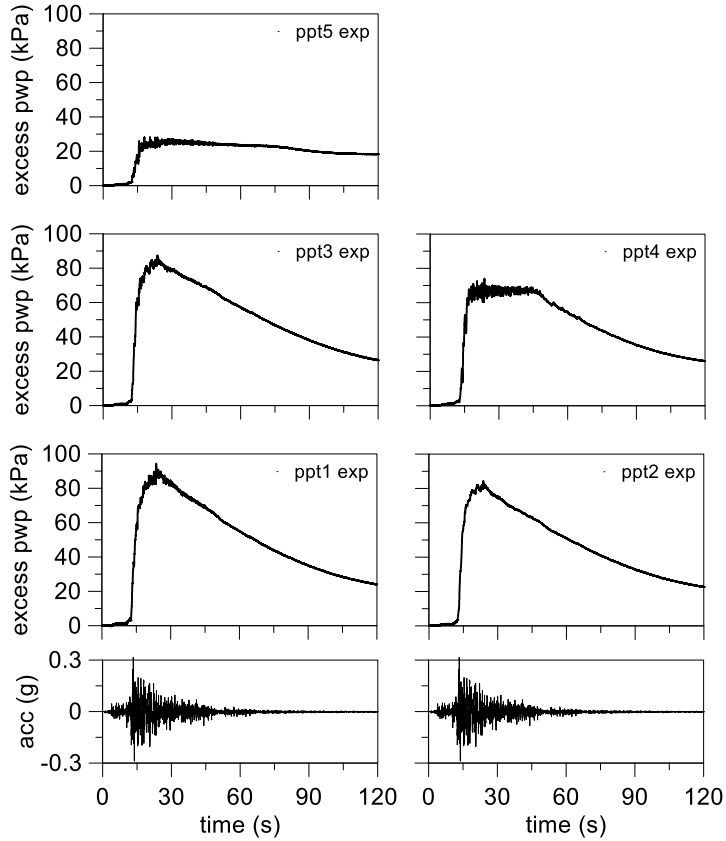 excess pwp (kPa)
100
80
60
40
20
0
ppt5 exp
excess pwp (kPa)
100
80
60
40
20
0
ppt3 exp
ppt4 exp
excess pwp (kPa)
100
80
60
40
20
0
ppt1 exp
ppt2 exp
acc (g)
0.3
0
-0.3
0 30 60 90 120
time (s)
0 30 60 90 120
time (s)